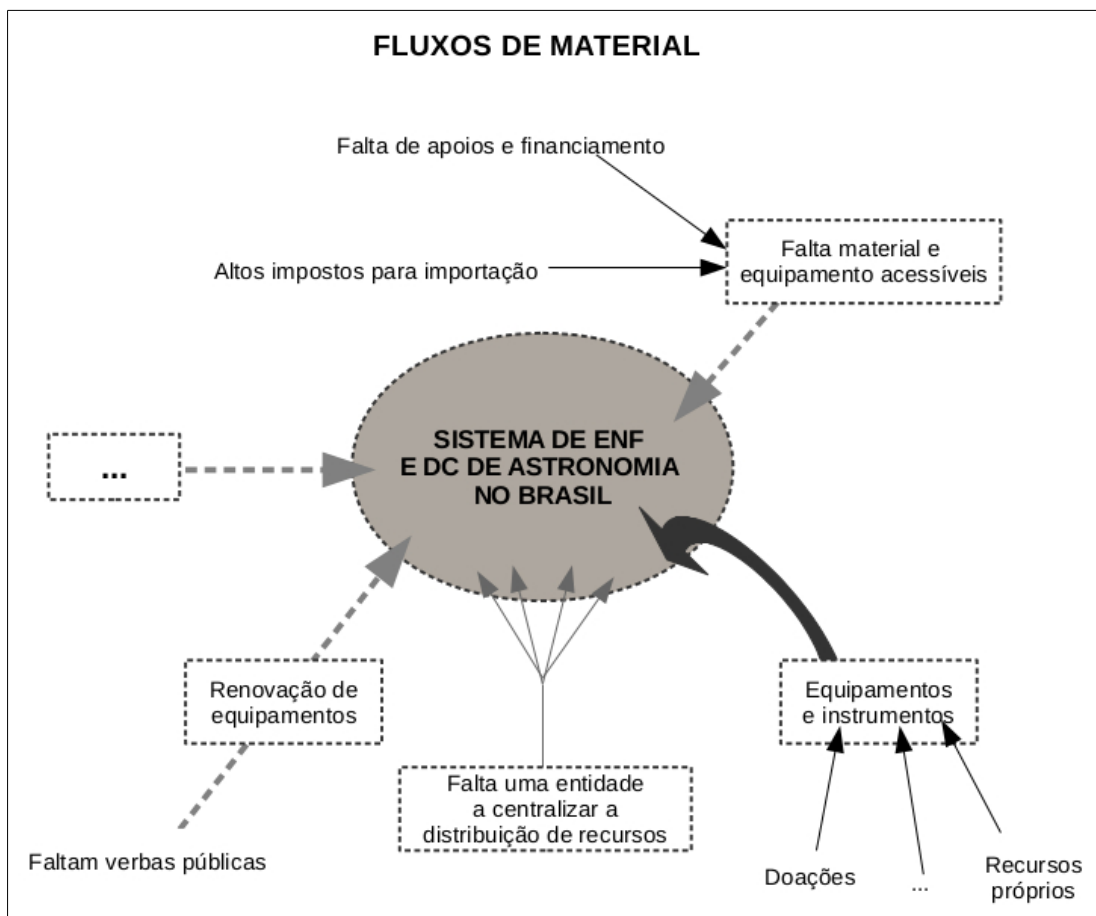 FLUXOS DE MATERIAL
Falta de apoios e financiamento
Altos impostos para importação
Falta material e
equipamento acessíveis
SISTEMA DE ENF
E DC DE ASTRONOMIA
NO BRASIL
...
Renovação de
equipamentos
Equipamentos
e instrumentos
Falta uma entidade
a centralizar a
distribuição de recursos
Faltam verbas públicas
Doações
...
Recursos
próprios